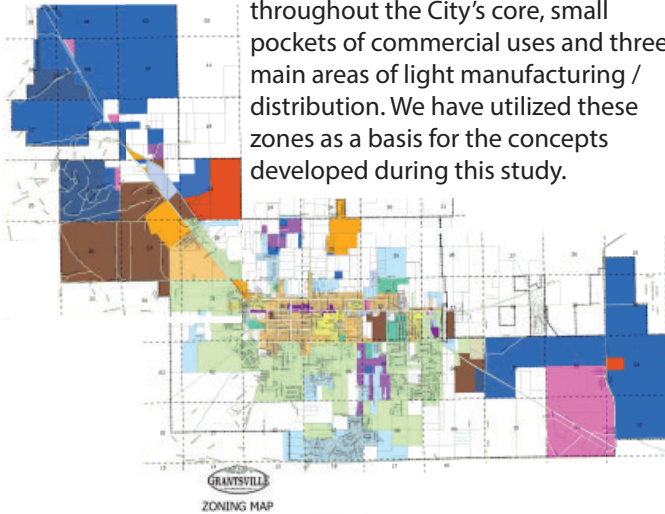 throughout the City’s core, small
pockets of commercial uses and three
main areas of light manufacturing /
distribution. We have utilized these
zones as a basis for the concepts
developed during this study.
GRANTSVILLE
ZONING MAP